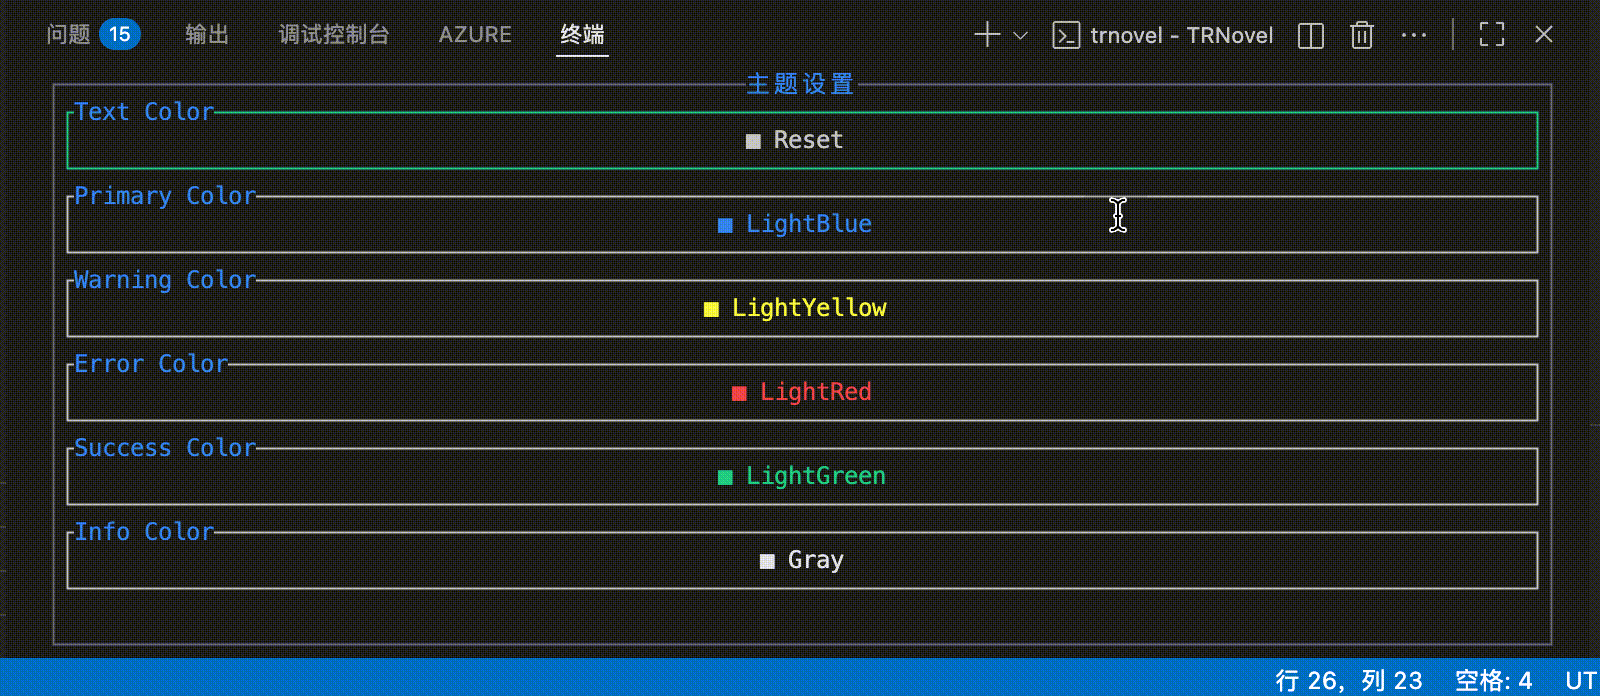 问题 15 输出 调试控制台 AZURE 终端 trnovel - TRNovel
主题设置
Text Color
Reset
Primary Color
LightBlue
Warning Color
LightYellow
Error Color
LightRed
Success Color
LightGreen
Info Color
Gray
行 26，列 23 空格: 4 UT